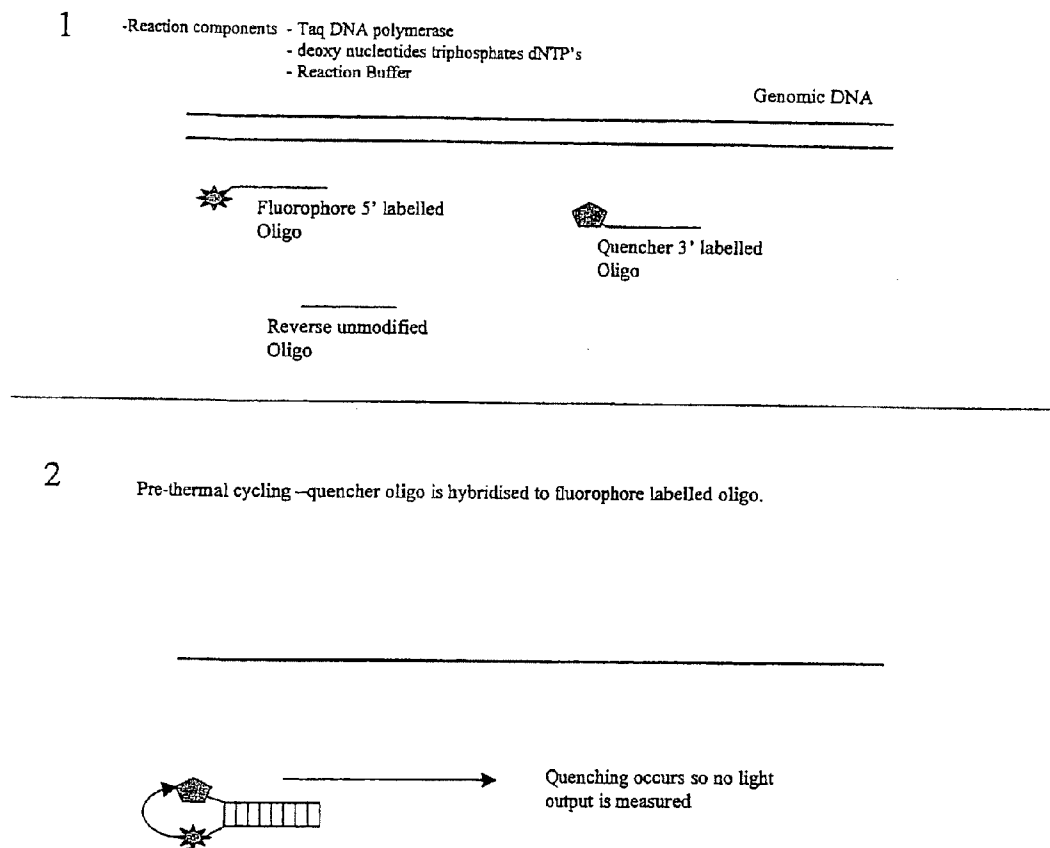 1
-Reaction components - Taq DNA polymerase
- deoxy nucleotides triphosphates dNTP's
- Reaction Buffer
Genomic DNA
Fluorophore 5' labelled
Oligo
Quencher 3' labelled
Oligo
Reverse unmodified
Oligo
2
Pre-thermal cycling –quencher oligo is hybridised to fluorophore labelled oligo.
Quenching occurs so no light
output is measured